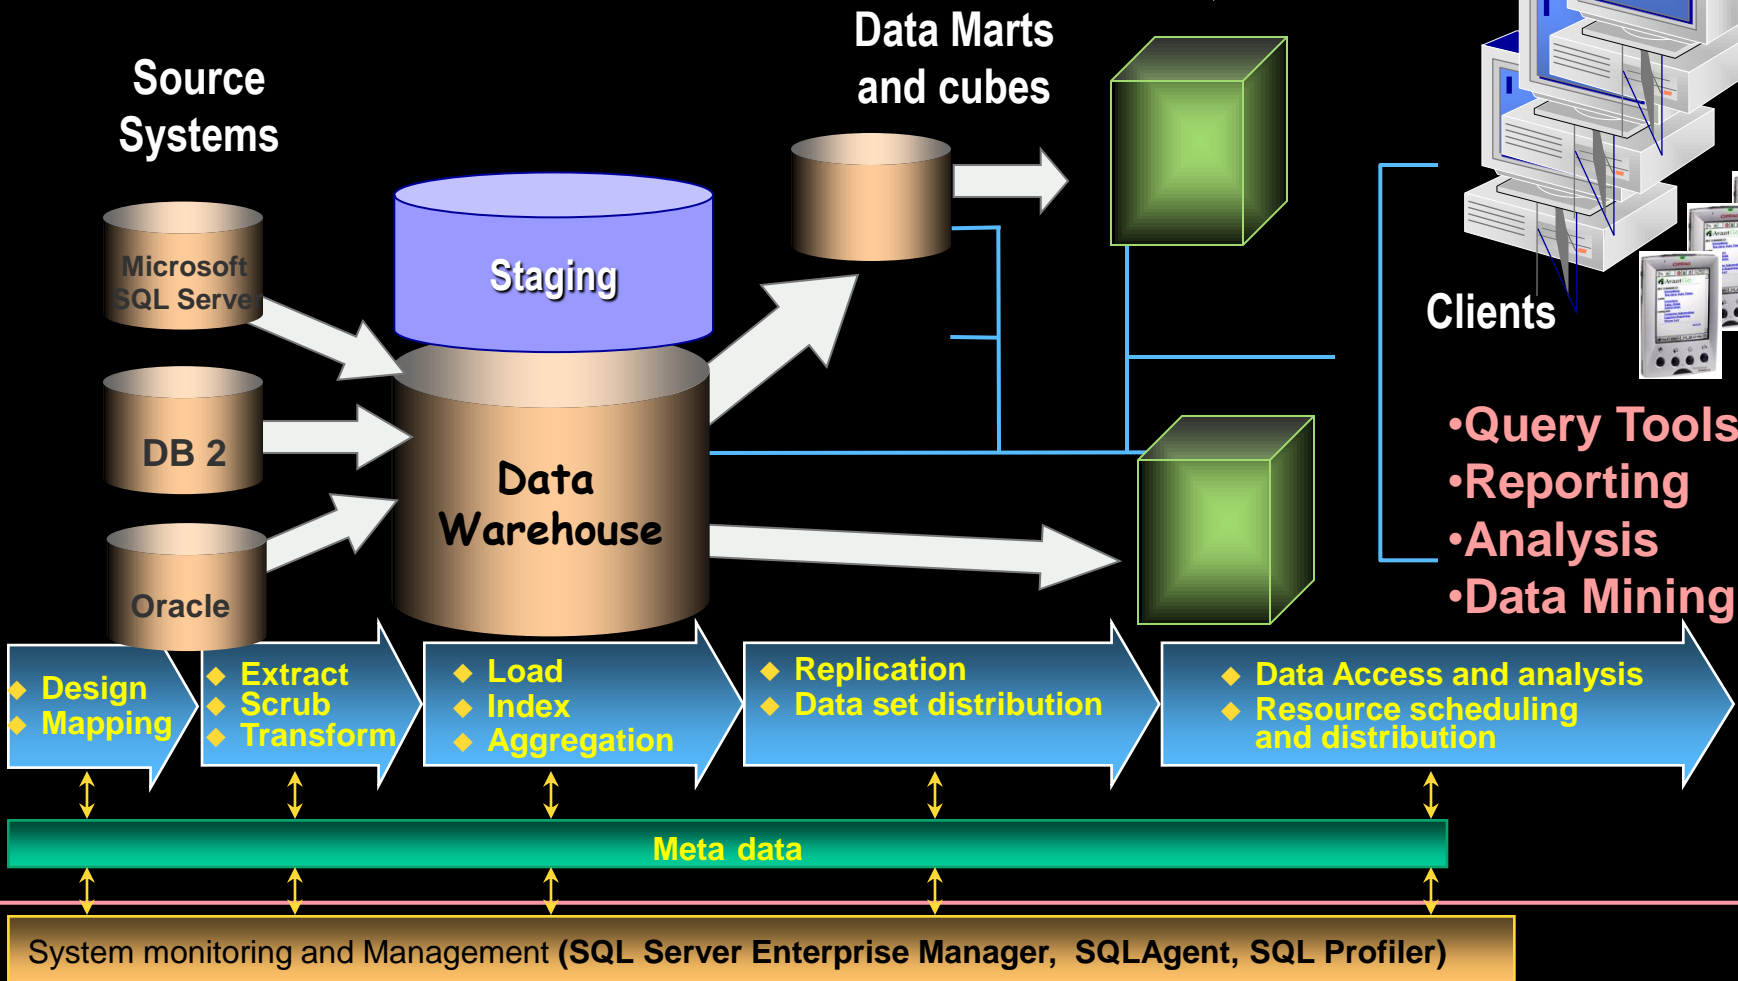 Source
Systems
Data Marts
and cubes
Microsoft
SQL Server
Staging
DB 2
Data
Warehouse
Oracle
Clients
•Query Tools
•Reporting
•Analysis
•Data Mining
◆ Design
◆ Mapping
◆ Extract
◆ Scrub
◆ Transform
◆ Load
◆ Index
◆ Aggregation
◆ Replication
◆ Data set distribution
◆ Data Access and analysis
◆ Resource scheduling
and distribution
Meta data
System monitoring and Management (SQL Server Enterprise Manager, SQLAgent, SQL Profiler)